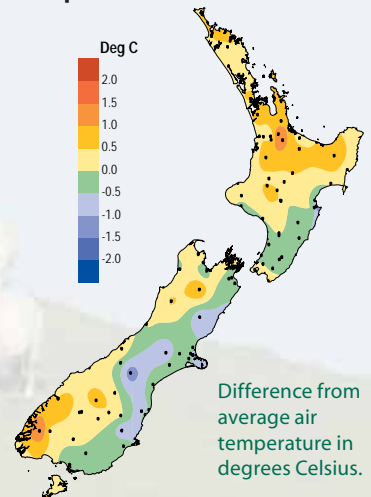 Deg C
2.0
1.5
1.0
0.5
0.0
-0.5
-1.0
-1.5
-2.0
Difference from
average air
temperature in
degrees Celsius.